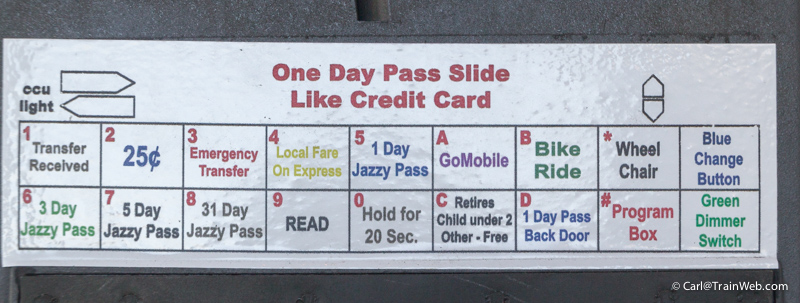 One Day Pass Slide
Like Credit Card
ccu
light
1 Transfer Received
2 25¢
3 Emergency Transfer
4 Local Fare On Express
5 1 Day Jazzy Pass
A GoMobile
B Bike Ride
* Wheel Chair
Blue Change Button
6 3 Day Jazzy Pass
7 5 Day Jazzy Pass
8 31 Day Jazzy Pass
9 READ
0 Hold for 20 Sec.
C Retires Child under 2 Other - Free
D 1 Day Pass Back Door
# Program Box
Green Dimmer Switch
© Carl@TrainWeb.com